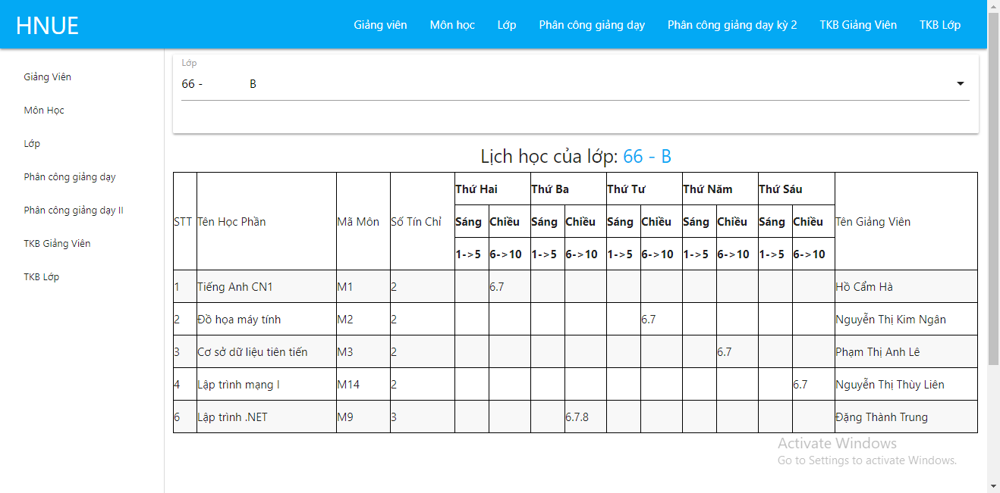 HNUE Giảng viên Môn học Lớp Phân công giảng dạy Phân công giảng dạy kỳ 2 TKB Giảng Viên TKB Lớp
Giảng Viên
Môn Học
Lớp
Phân công giảng dạy
Phân công giảng dạy II
TKB Giảng Viên
TKB Lớp
Lớp
66 - B
Lịch học của lớp: 66 - B
STT Tên Học Phần Mã Môn Số Tín Chỉ Thứ Hai Thứ Ba Thứ Tư Thứ Năm Thứ Sáu Tên Giảng Viên
Sáng Chiều Sáng Chiều Sáng Chiều Sáng Chiều Sáng Chiều
1->5 6->10 1->5 6->10 1->5 6->10 1->5 6->10 1->5 6->10
1 Tiếng Anh CN1 M1 2 6.7 Hồ Cẩm Hà
2 Đồ họa máy tính M2 2 6.7 Nguyễn Thị Kim Ngân
3 Cơ sở dữ liệu tiên tiến M3 2 6.7 Phạm Thị Anh Lê
4 Lập trình mạng I M14 2 6.7 Nguyễn Thị Thùy Liên
6 Lập trình .NET M9 3 6.7.8 Đặng Thành Trung
Activate Windows
Go to Settings to activate Windows.